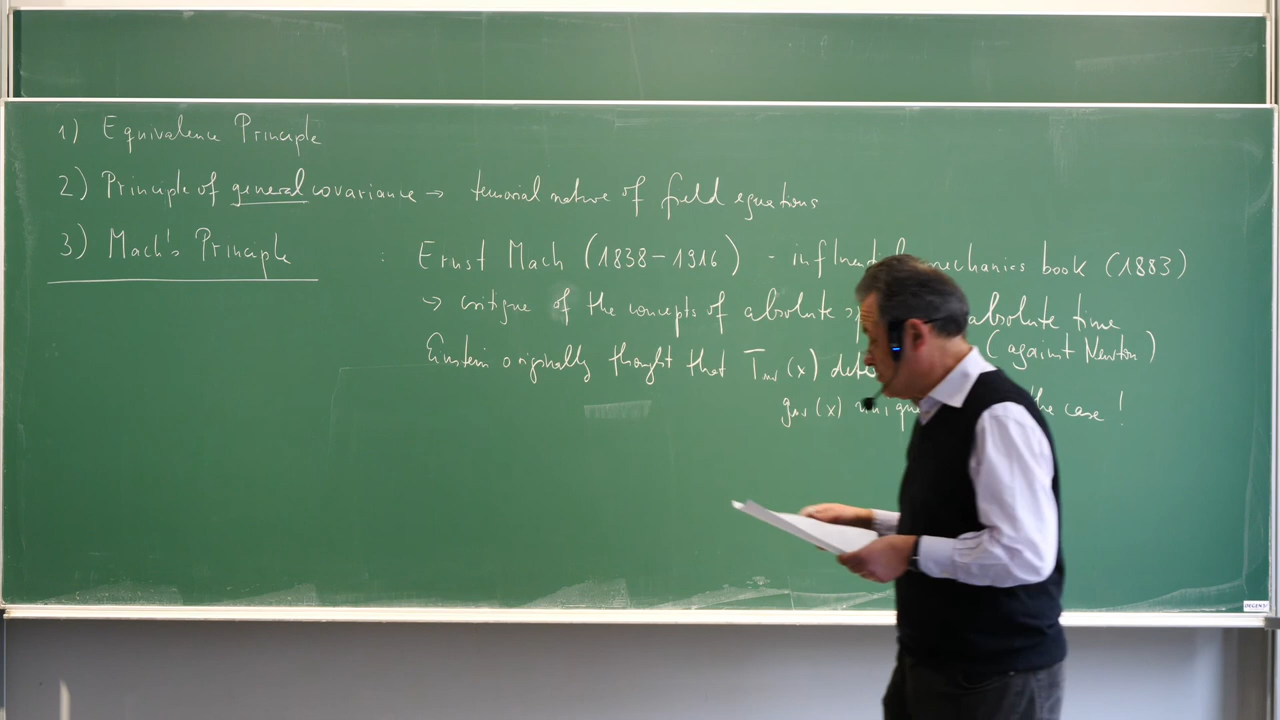 1) Equivalence Principle
2) Principle of general covariance → tensorial nature of field equations
3) Mach's Principle : Ernst Mach (1838–1916) - mechanics book (1883)
→ critique of the concepts of absolute absolute time
(against Newton)
Einstein originally thought that Tμν(x)
gμν(x) the case!